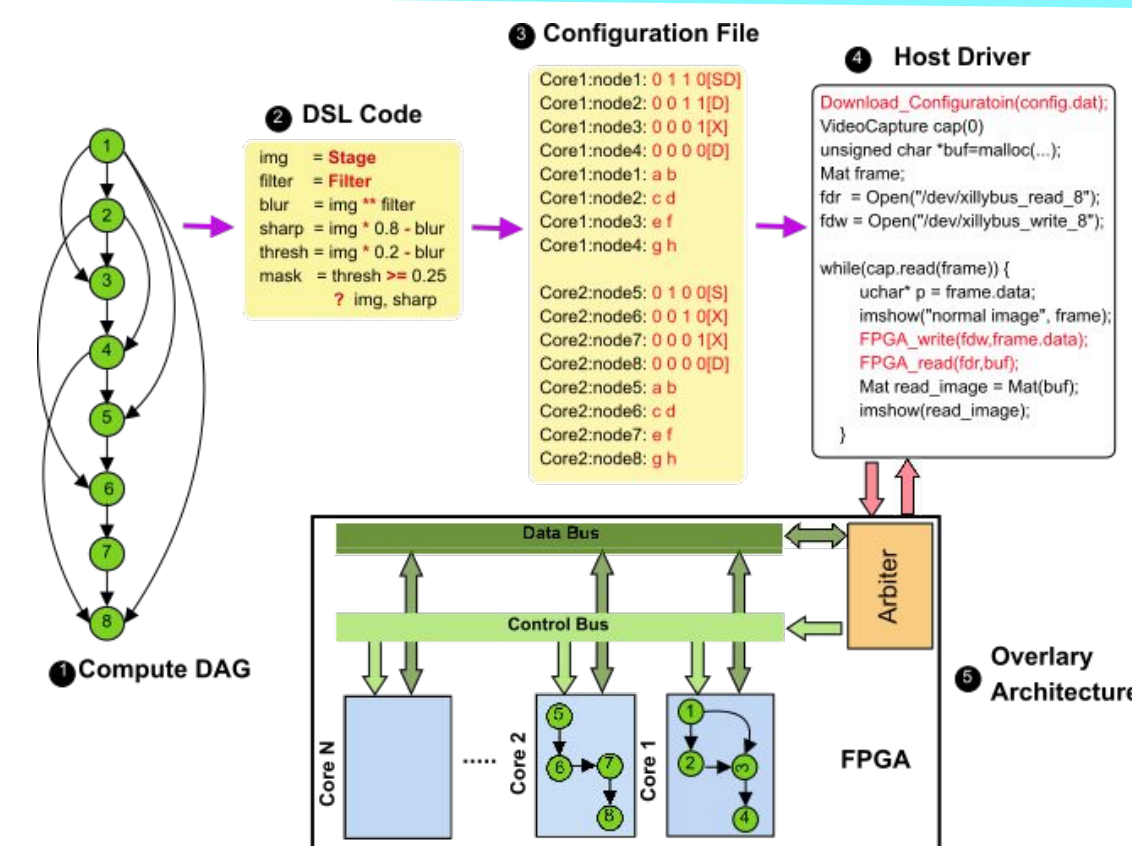 3 Configuration File
4 Host Driver
2 DSL Code
1
2
3
4
5
6
7
8
1 Compute DAG
img = Stage
filter = Filter
blur = img ** filter
sharp = img * 0.8 - blur
thresh = img * 0.2 - blur
mask = thresh >= 0.25
? img, sharp
Core1:node1: 0 1 1 0[SD]
Core1:node2: 0 0 1 1[D]
Core1:node3: 0 0 0 1[X]
Core1:node4: 0 0 0 0[D]
Core1:node1: a b
Core1:node2: c d
Core1:node3: e f
Core1:node4: g h
Core2:node5: 0 1 0 0[S]
Core2:node6: 0 0 1 0[X]
Core2:node7: 0 0 0 1[X]
Core2:node8: 0 0 0 0[D]
Core2:node5: a b
Core2:node6: c d
Core2:node7: e f
Core2:node8: g h
Download_Configuratoin(config.dat);
VideoCapture cap(0)
unsigned char *buf=malloc(...);
Mat frame;
fdr = Open("/dev/xillybus_read_8");
fdw = Open("/dev/xillybus_write_8");
while(cap.read(frame)) {
uchar* p = frame.data;
imshow("normal image", frame);
FPGA_write(fdw,frame.data);
FPGA_read(fdr,buf);
Mat read_image = Mat(buf);
imshow(read_image);
}
Data Bus
Arbiter
Control Bus
5 Overlary
Architecture
Core N
.....
Core 2
5
6
7
8
Core 1
1
2
3
4
FPGA